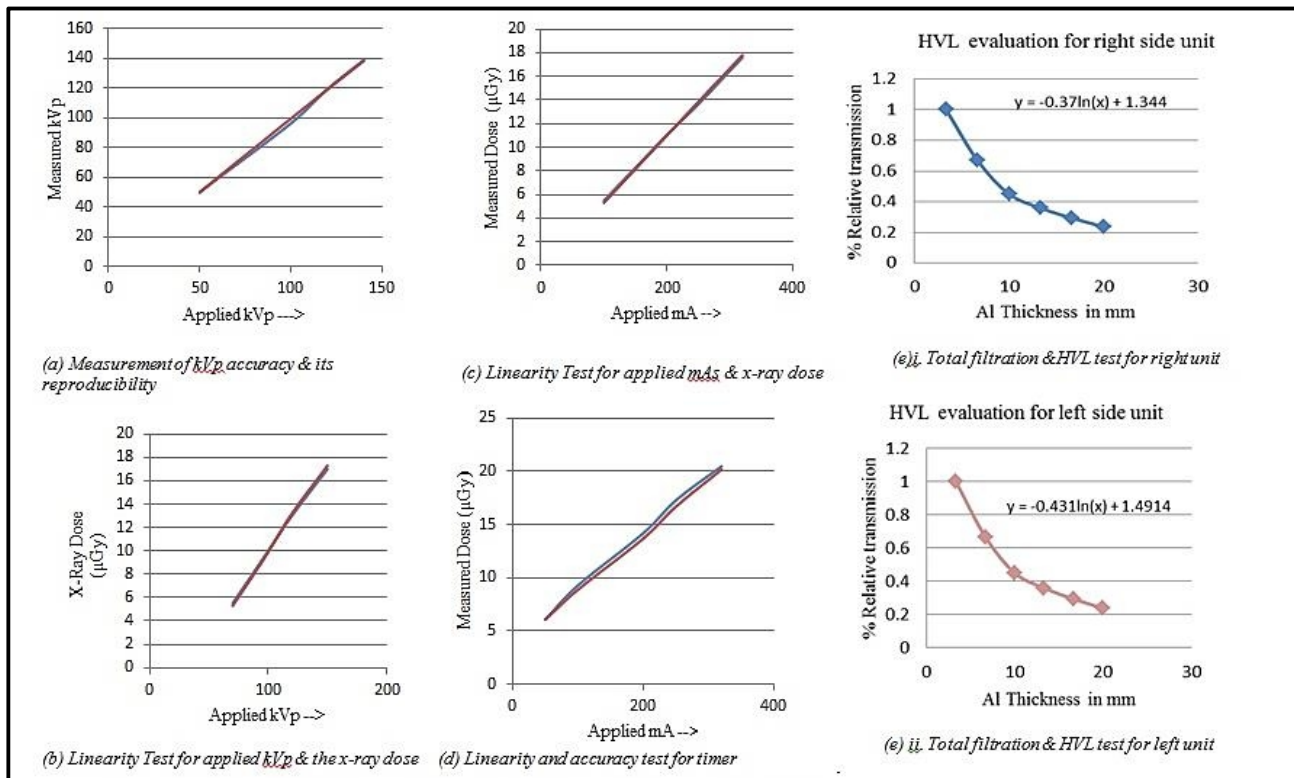 160
140
120
100
80
60
40
20
0
Measured kVp
0 50 100 150
Applied kVp --->
(a) Measurement of kVp accuracy & its
reproducibility
20
18
16
14
12
10
8
6
4
2
0
Measured Dose (μGy)
0 200 400
Applied mA -->
(c) Linearity Test for applied mAs & x-ray dose
HVL evaluation for right side unit
1.2
1
0.8
0.6
0.4
0.2
0
% Relative transmission
y = -0.37ln(x) + 1.344
0 10 20 30
Al Thickness in mm
(e)i. Total filtration & HVL test for right unit
20
18
16
14
12
10
8
6
4
2
0
X-Ray Dose
(μGy)
0 100 200
Applied kVp -->
(b) Linearity Test for applied kVp & the x-ray dose
25
20
15
10
5
0
Measured Dose (μGy)
0 200 400
Applied mA -->
(d) Linearity and accuracy test for timer
HVL evaluation for left side unit
1.2
1
0.8
0.6
0.4
0.2
0
% Relative transmission
y = -0.431ln(x) + 1.4914
0 10 20 30
Al Thickness in mm
(e) ii. Total filtration & HVL test for left unit